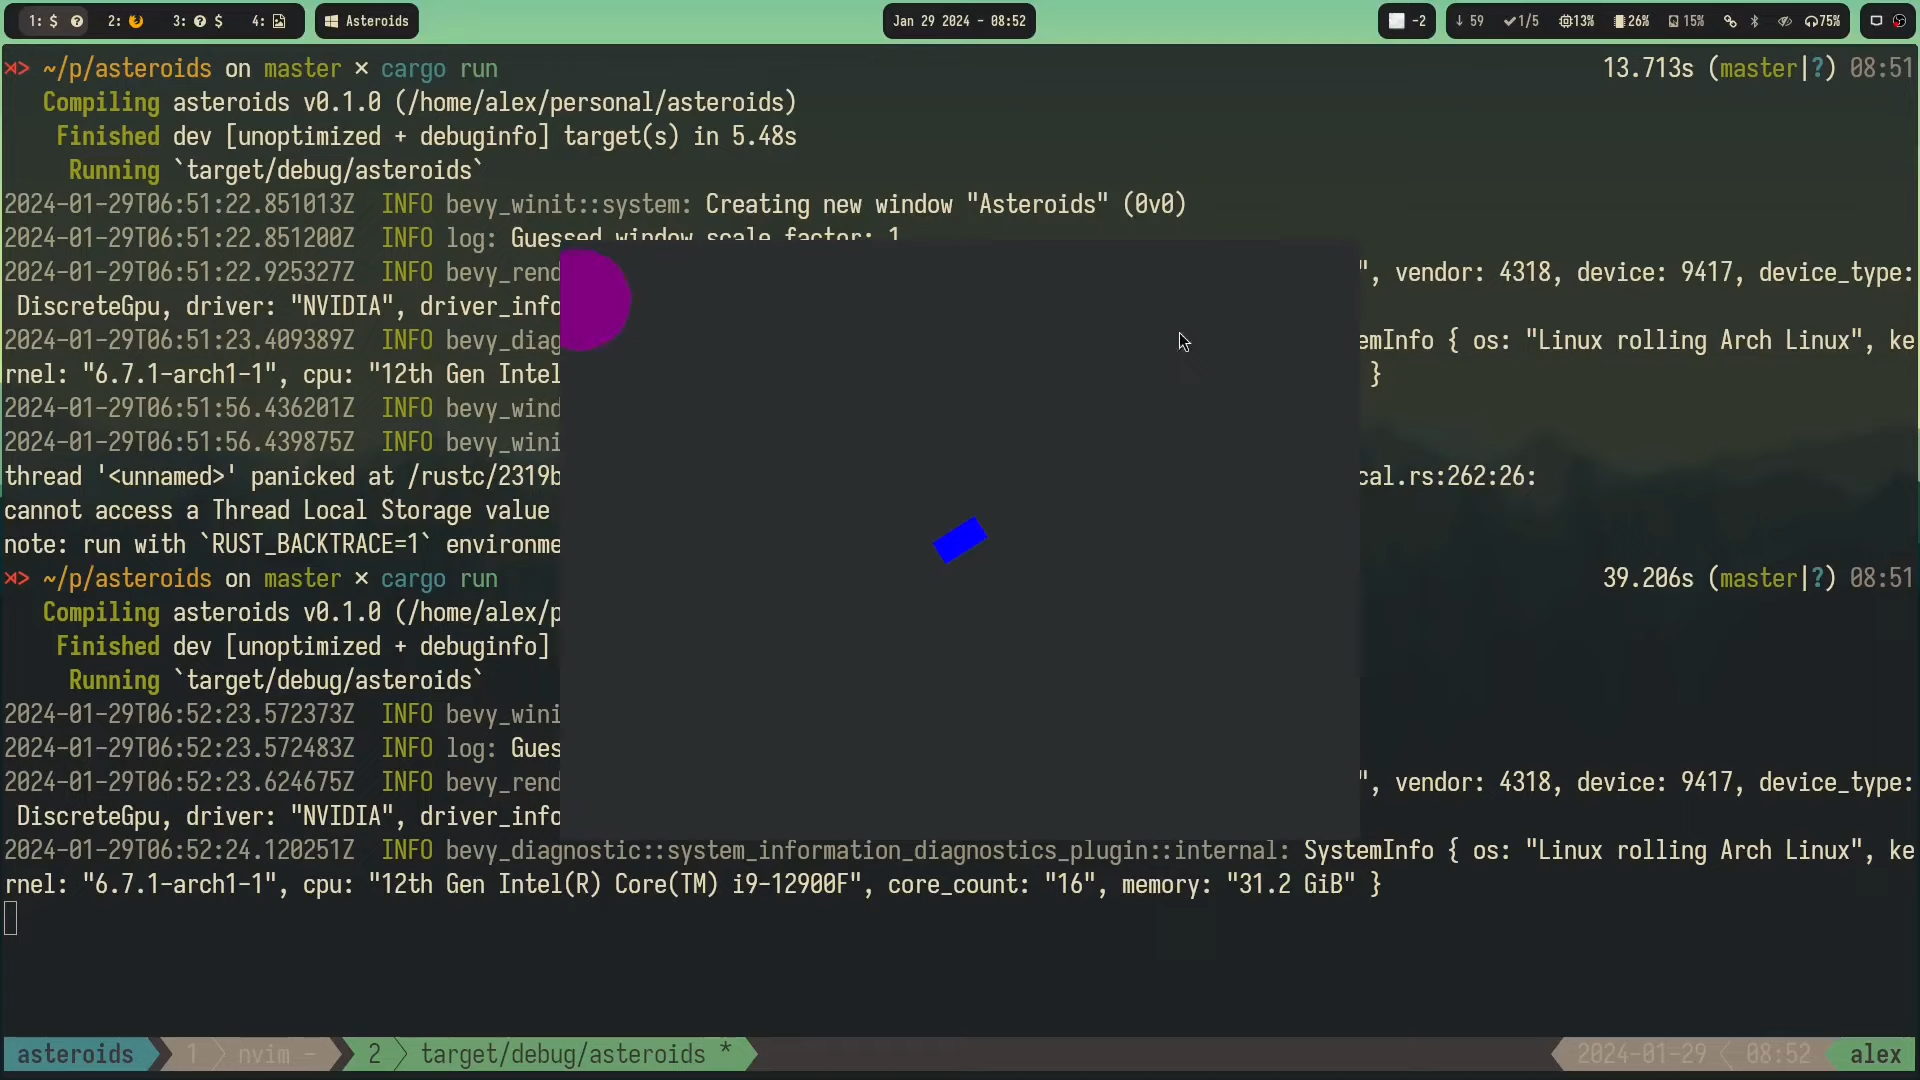 1: $ 2: 3: $ 4: Asteroids Jan 29 2024 - 08:52 -2 ↓ 59 ✓1/5 13% 26% 15% 75%
~/p/asteroids on master × cargo run 13.713s (master|?) 08:51
Compiling asteroids v0.1.0 (/home/alex/personal/asteroids)
Finished dev [unoptimized + debuginfo] target(s) in 5.48s
Running `target/debug/asteroids`
2024-01-29T06:51:22.851013Z INFO bevy_winit::system: Creating new window "Asteroids" (0v0)
2024-01-29T06:51:22.851200Z INFO log: Guessed window scale factor: 1
2024-01-29T06:51:22.925327Z INFO bevy_rend ", vendor: 4318, device: 9417, device_type:
DiscreteGpu, driver: "NVIDIA", driver_info
2024-01-29T06:51:23.409389Z INFO bevy_diag emInfo { os: "Linux rolling Arch Linux", ke
rnel: "6.7.1-arch1-1", cpu: "12th Gen Intel }
2024-01-29T06:51:56.436201Z INFO bevy_wind
2024-01-29T06:51:56.439875Z INFO bevy_wini
thread '<unnamed>' panicked at /rustc/2319b cal.rs:262:26:
cannot access a Thread Local Storage value
note: run with `RUST_BACKTRACE=1` environme
~/p/asteroids on master × cargo run 39.206s (master|?) 08:51
Compiling asteroids v0.1.0 (/home/alex/p
Finished dev [unoptimized + debuginfo]
Running `target/debug/asteroids`
2024-01-29T06:52:23.572373Z INFO bevy_wini
2024-01-29T06:52:23.572483Z INFO log: Gues
2024-01-29T06:52:23.624675Z INFO bevy_rend ", vendor: 4318, device: 9417, device_type:
DiscreteGpu, driver: "NVIDIA", driver_info
2024-01-29T06:52:24.120251Z INFO bevy_diagnostic::system_information_diagnostics_plugin::internal: SystemInfo { os: "Linux rolling Arch Linux", ke
rnel: "6.7.1-arch1-1", cpu: "12th Gen Intel(R) Core(TM) i9-12900F", core_count: "16", memory: "31.2 GiB" }
asteroids 1 nvim - 2 target/debug/asteroids * 2024-01-29 08:52 alex